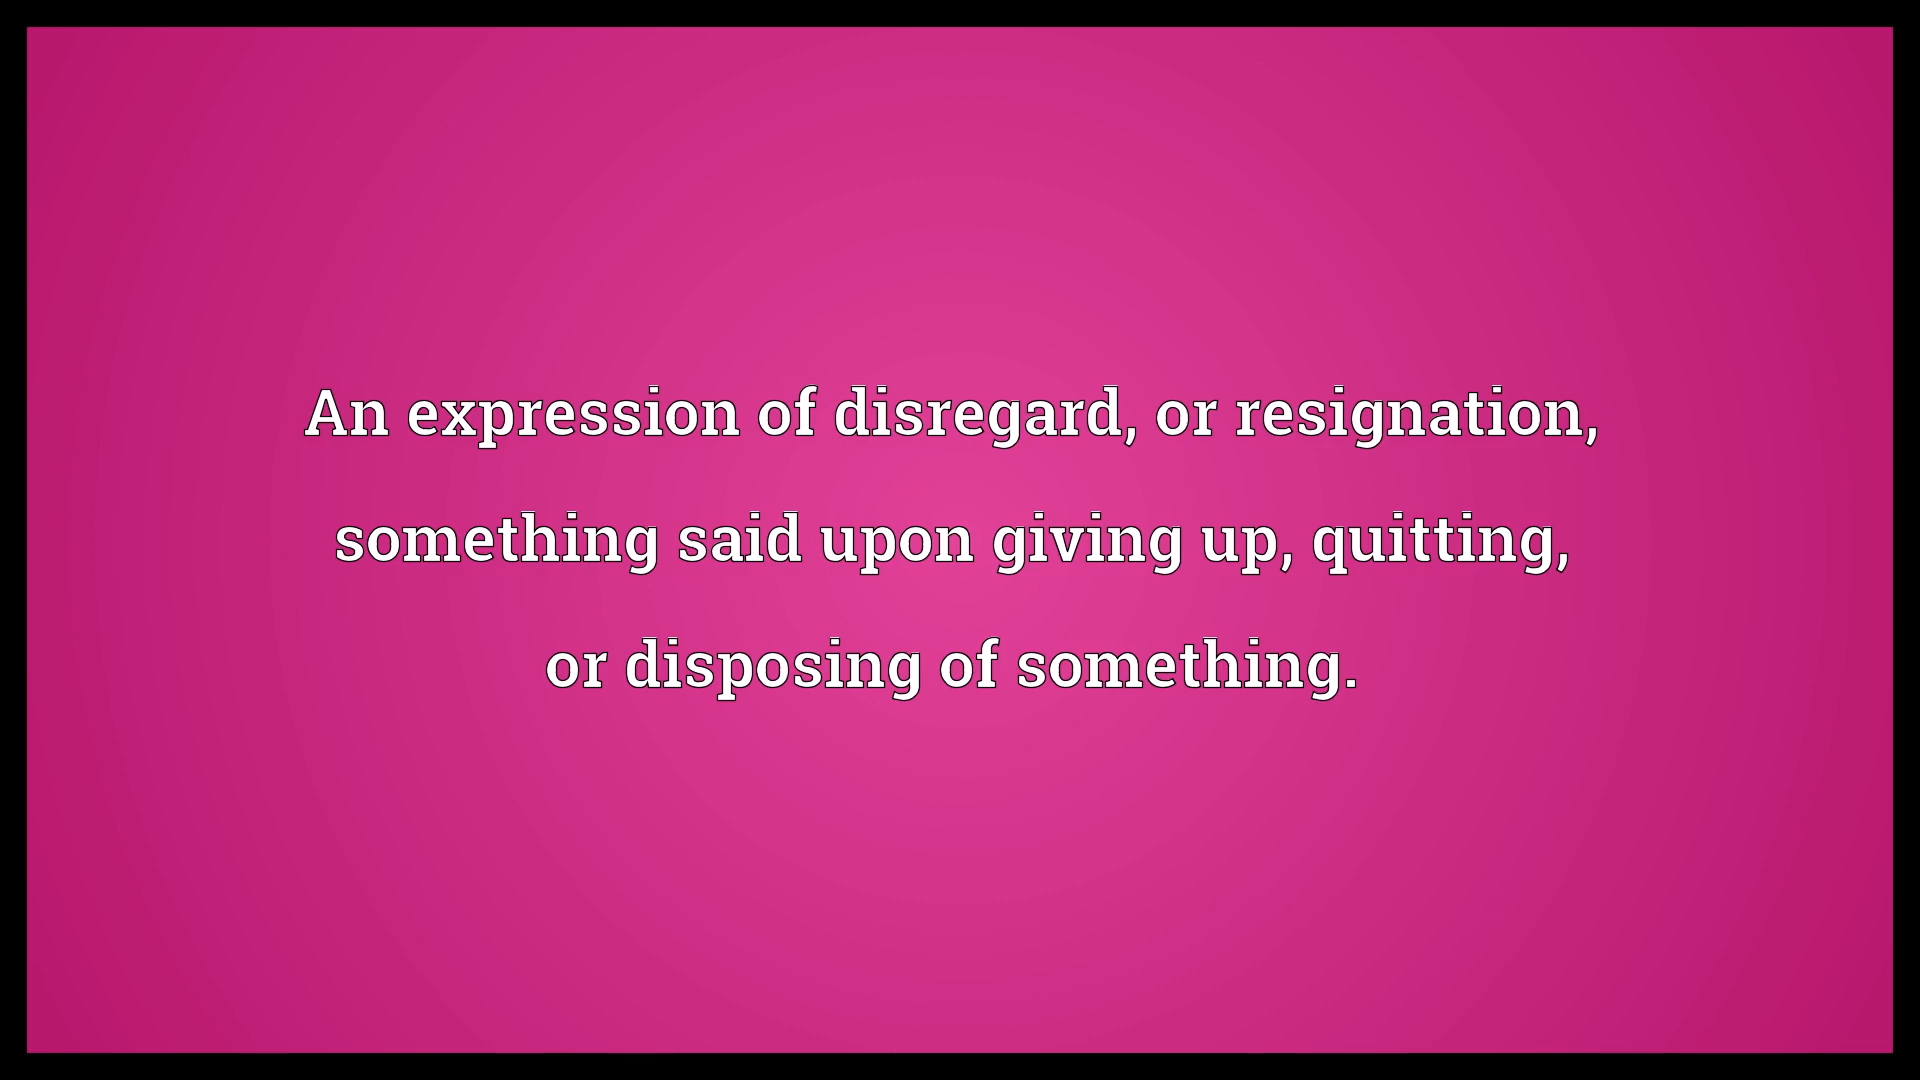 An expression of disregard, or resignation,
something said upon giving up, quitting,
or disposing of something.